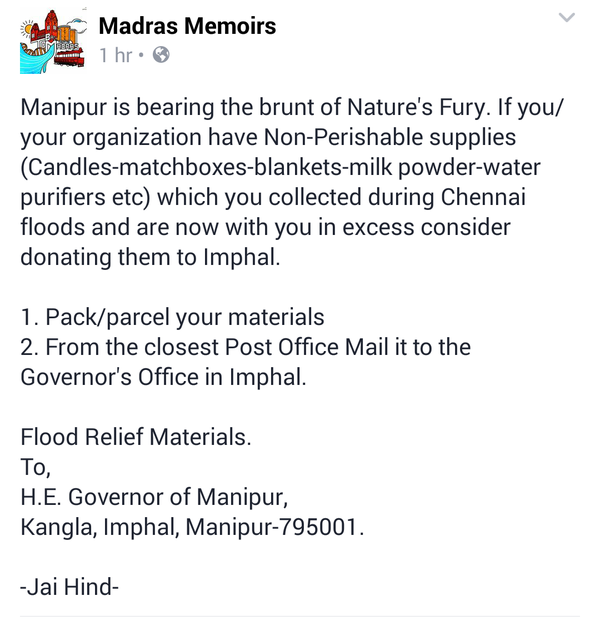 Madras Memoirs
1 hr •
Manipur is bearing the brunt of Nature's Fury. If you/
your organization have Non-Perishable supplies
(Candles-matchboxes-blankets-milk powder-water
purifiers etc) which you collected during Chennai
floods and are now with you in excess consider
donating them to Imphal.
1. Pack/parcel your materials
2. From the closest Post Office Mail it to the
Governor's Office in Imphal.
Flood Relief Materials.
To,
H.E. Governor of Manipur,
Kangla, Imphal, Manipur-795001.
-Jai Hind-